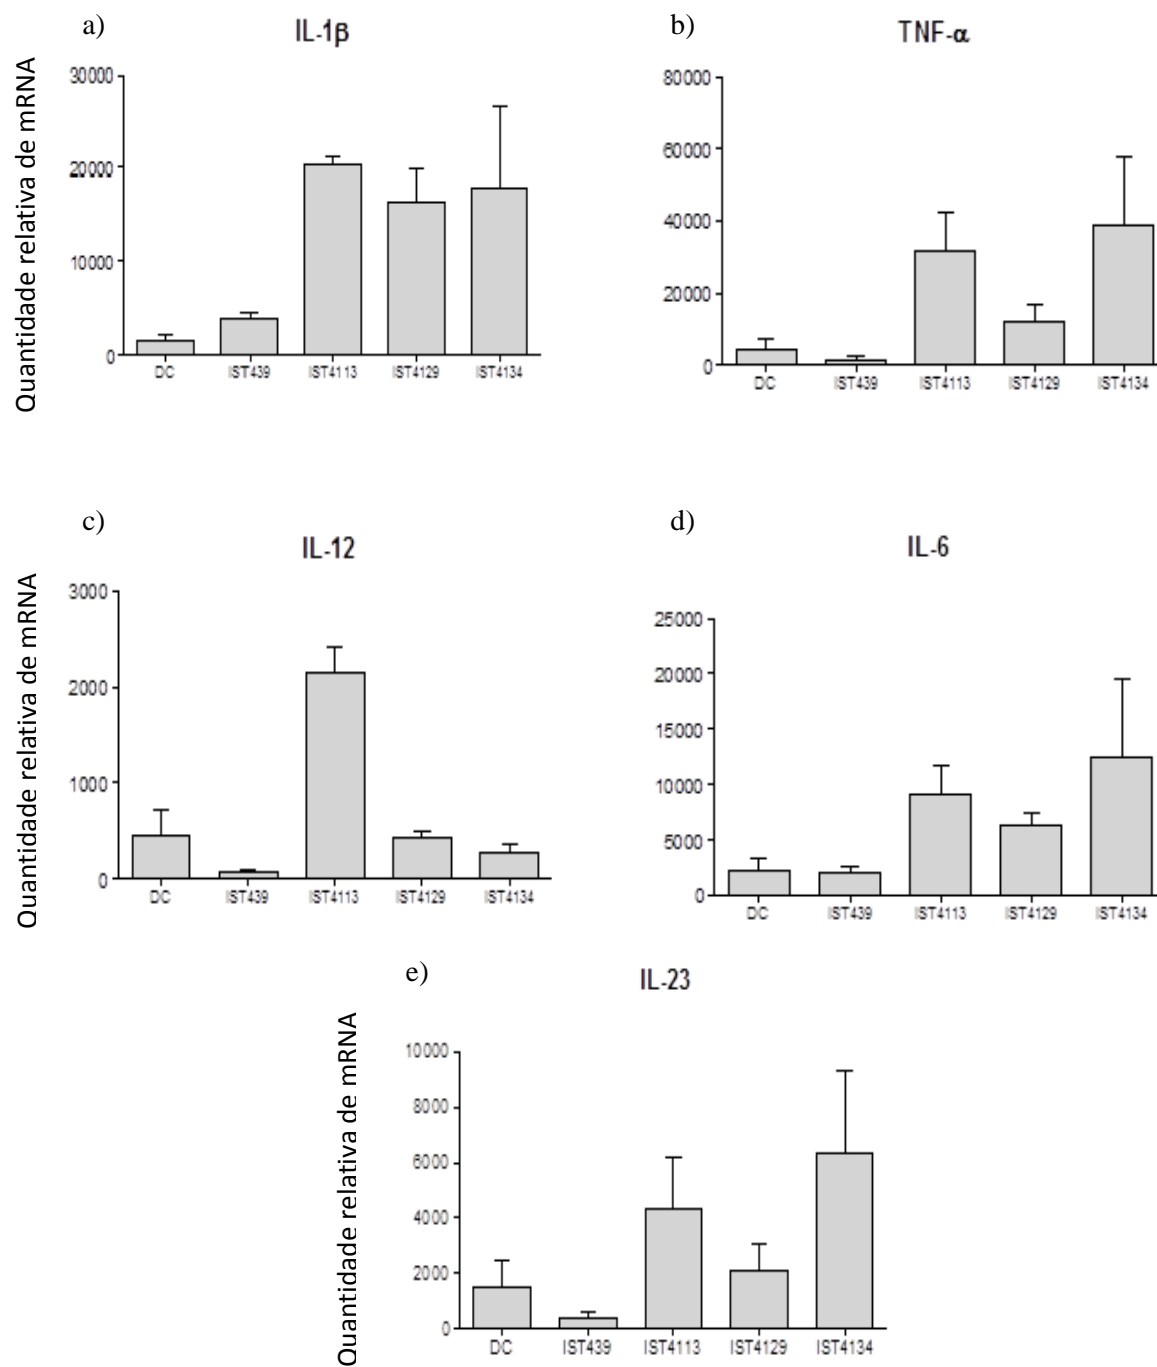 a)
IL-1β
Quantidade relativa de mRNA
30000
20000
10000
0
DC IST439 IST4113 IST4129 IST4134
b)
TNF-α
80000
60000
40000
20000
0
DC IST439 IST4113 IST4129 IST4134
c)
IL-12
Quantidade relativa de mRNA
3000
2000
1000
0
DC IST439 IST4113 IST4129 IST4134
d)
IL-6
25000
20000
15000
10000
5000
0
DC IST439 IST4113 IST4129 IST4134
e)
IL-23
Quantidade relativa de mRNA
10000
8000
6000
4000
2000
0
DC IST439 IST4113 IST4129 IST4134